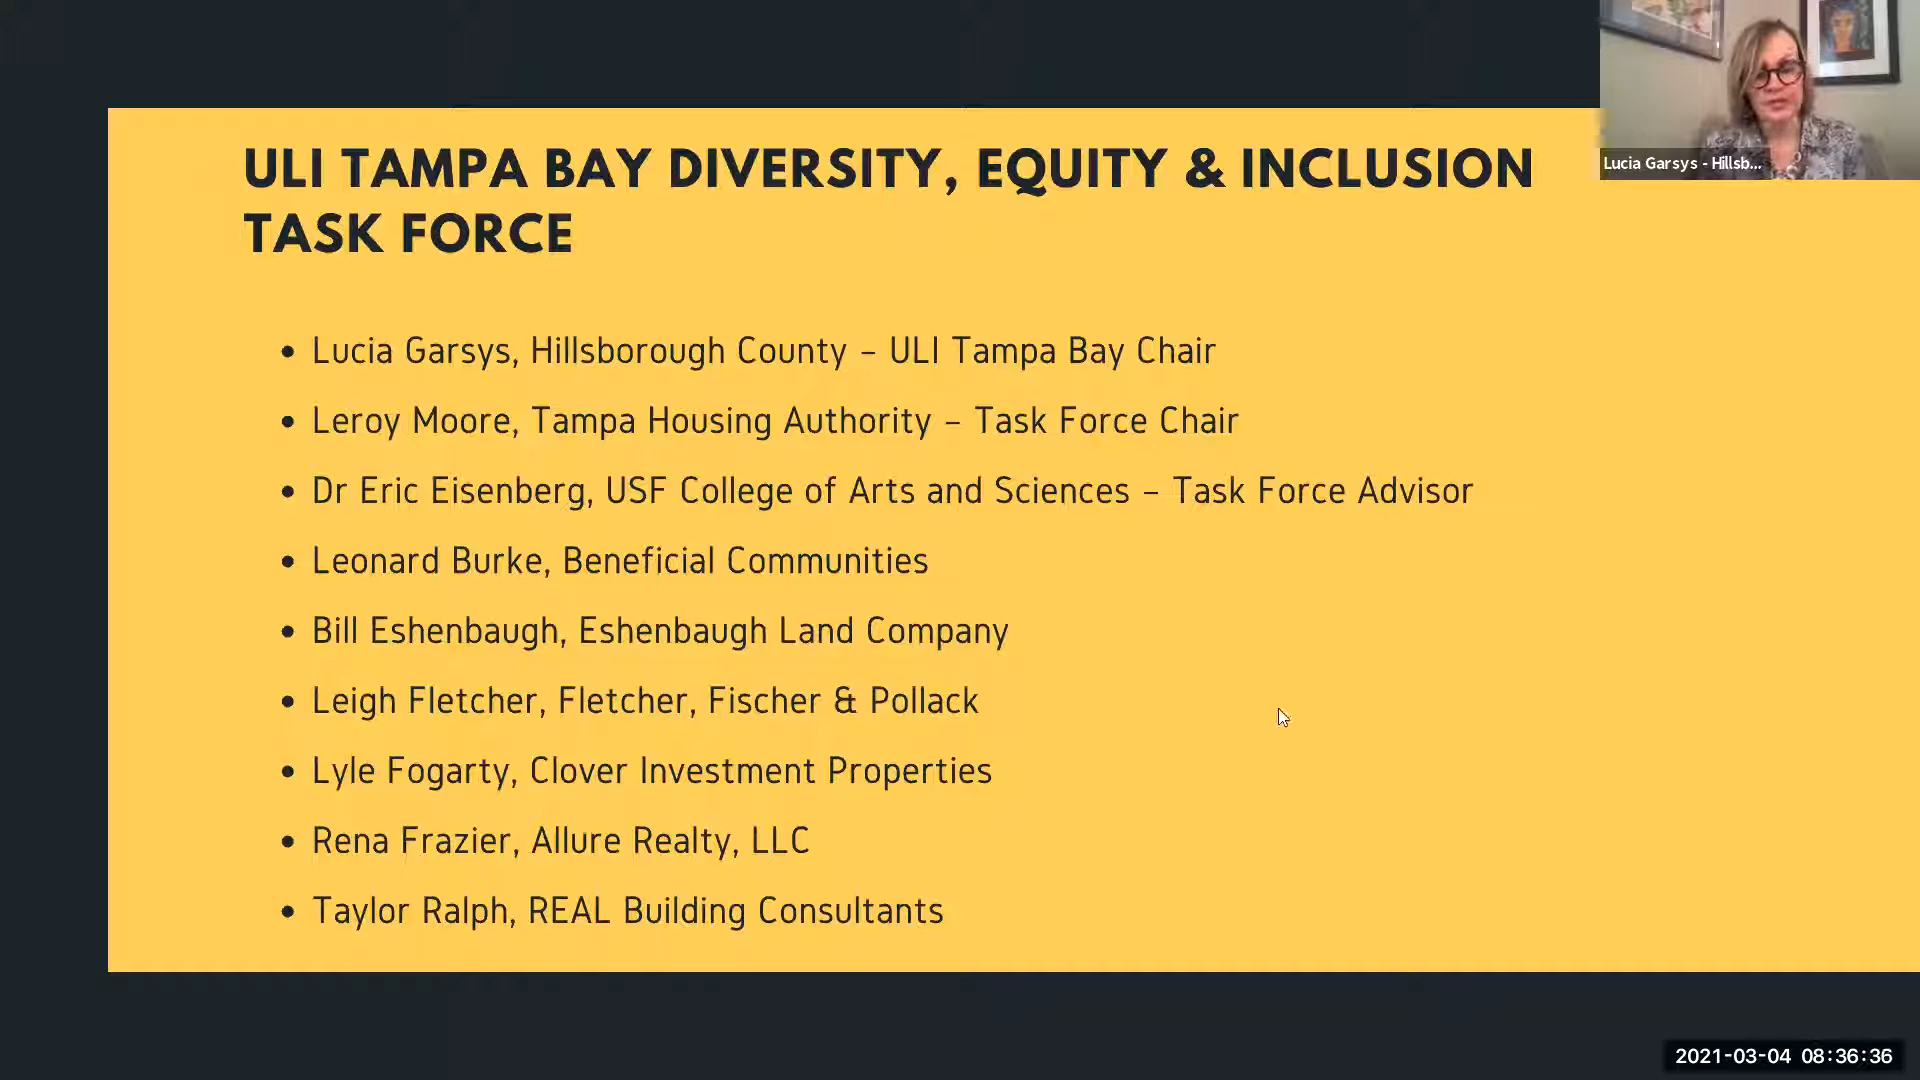 ULI TAMPA BAY DIVERSITY, EQUITY & INCLUSION
TASK FORCE
Lucia Garsys - Hillsb...
• Lucia Garsys, Hillsborough County – ULI Tampa Bay Chair
• Leroy Moore, Tampa Housing Authority – Task Force Chair
• Dr Eric Eisenberg, USF College of Arts and Sciences – Task Force Advisor
• Leonard Burke, Beneficial Communities
• Bill Eshenbaugh, Eshenbaugh Land Company
• Leigh Fletcher, Fletcher, Fischer & Pollack
• Lyle Fogarty, Clover Investment Properties
• Rena Frazier, Allure Realty, LLC
• Taylor Ralph, REAL Building Consultants
2021-03-04 08:36:36